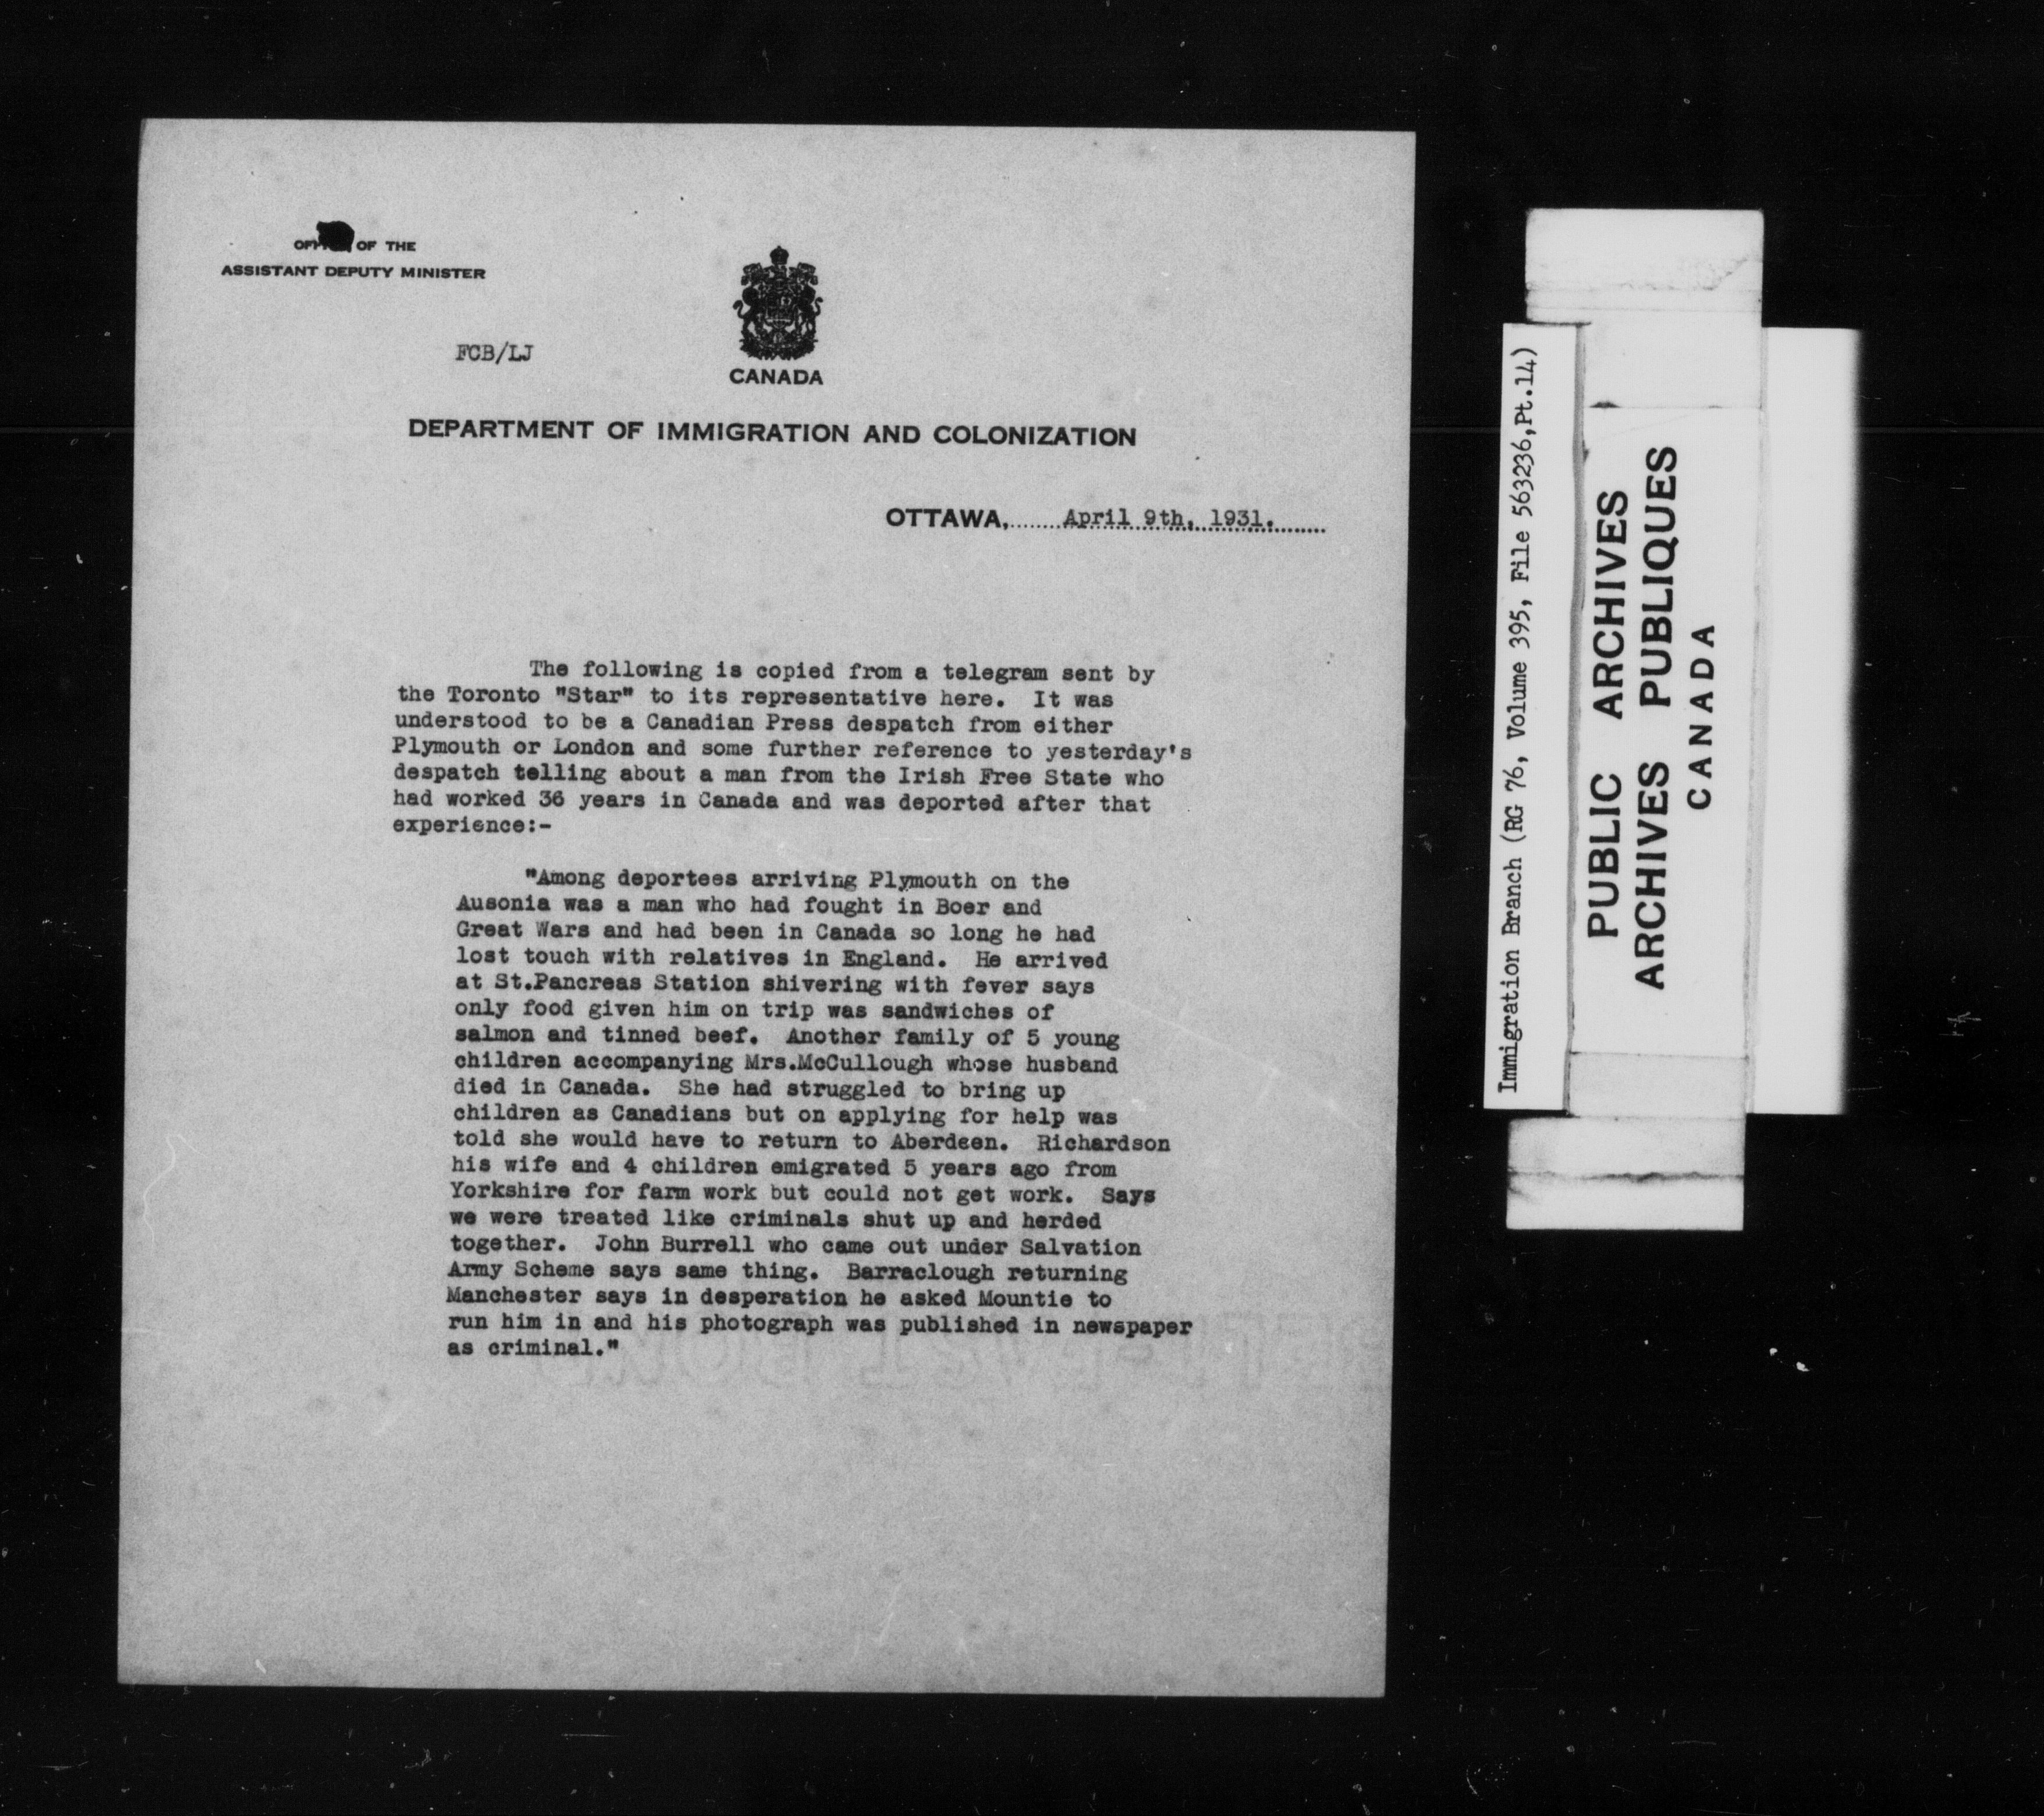 OFFICE OF THE
ASSISTANT DEPUTY MINISTER
FCB/LJ
CANADA
DEPARTMENT OF IMMIGRATION AND COLONIZATION
OTTAWA, April 9th, 1931.
The following is copied from a telegram sent by
the Toronto "Star" to its representative here. It was
understood to be a Canadian Press despatch from either
Plymouth or London and some further reference to yesterday's
despatch telling about a man from the Irish Free State who
had worked 36 years in Canada and was deported after that
experience:-
"Among deportees arriving Plymouth on the
Ausonia was a man who had fought in Boer and
Great Wars and had been in Canada so long he had
lost touch with relatives in England. He arrived
at St.Pancreas Station shivering with fever says
only food given him on trip was sandwiches of
salmon and tinned beef. Another family of 5 young
children accompanying Mrs.McCullough whose husband
died in Canada. She had struggled to bring up
children as Canadians but on applying for help was
told she would have to return to Aberdeen. Richardson
his wife and 4 children emigrated 5 years ago from
Yorkshire for farm work but could not get work. Says
we were treated like criminals shut up and herded
together. John Burrell who came out under Salvation
Army Scheme says same thing. Barraclough returning
Manchester says in desperation he asked Mountie to
run him in and his photograph was published in newspaper
as criminal."
Immigration Branch (RG 76, Volume 395, File 563236,Pt.14)
PUBLIC ARCHIVES
ARCHIVES PUBLIQUES
CANADA